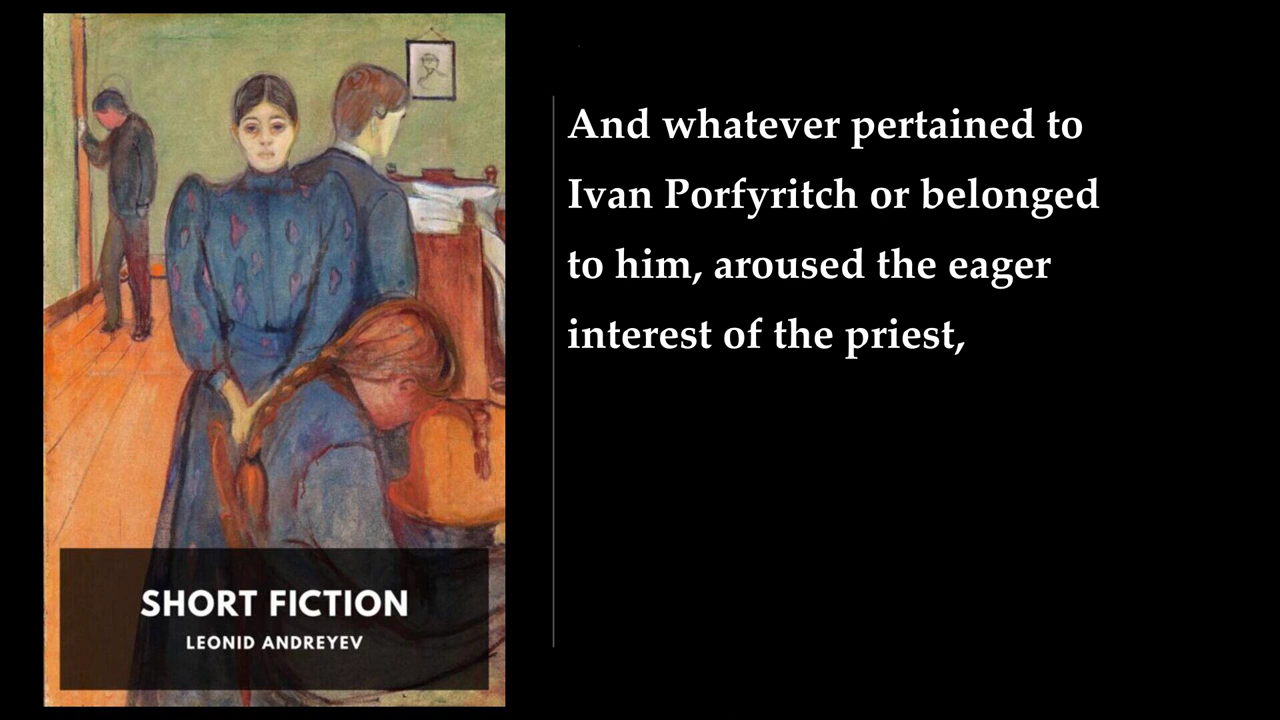 SHORT FICTION
LEONID ANDREYEV
And whatever pertained to
Ivan Porfyritch or belonged
to him, aroused the eager
interest of the priest,